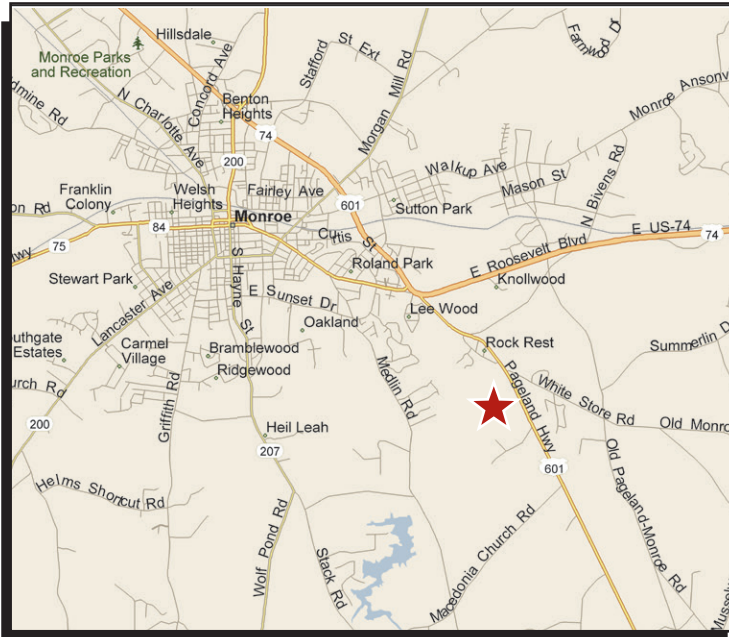 Hillsdale
Monroe Parks
and Recreation
Concord Ave
Stafford
St Ext
Morgan Mill Rd
Farmwood Dr
Monroe Ansonv
N Charlotte Ave
Benton
Heights
74
200
Walkup Ave
Mason St
N Bivens Rd
Franklin
Colony
Welsh
Heights
Fairley Ave
601
Sutton Park
on Rd
84
Monroe
Curtis St
E US-74
74
75
Hwy
Roland Park
E Roosevelt Blvd
Knollwood
Stewart Park
S Hayne St
E Sunset Dr
Lee Wood
Lancaster Ave
Oakland
Rock Rest
Summerlin D
outhgate
Estates
Carmel
Village
Bramblewood
Ridgewood
Medlin Rd
Pageland Hwy
White Store Rd
Old Monro
urch Rd
200
Griffith Rd
Heil Leah
207
601
Old Pageland-Monroe Rd
Helms Shortcut Rd
Wolf Pond Rd
Stack Rd
Macedonia Church Rd